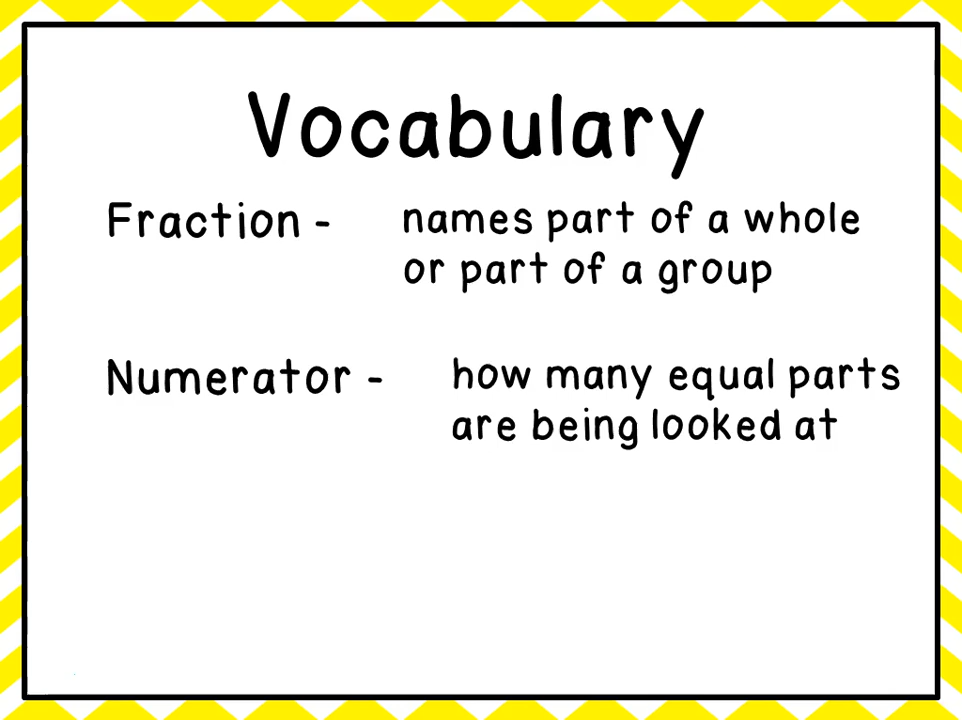 Vocabulary
Fraction - names part of a whole
or part of a group
Numerator - how many equal parts
are being looked at